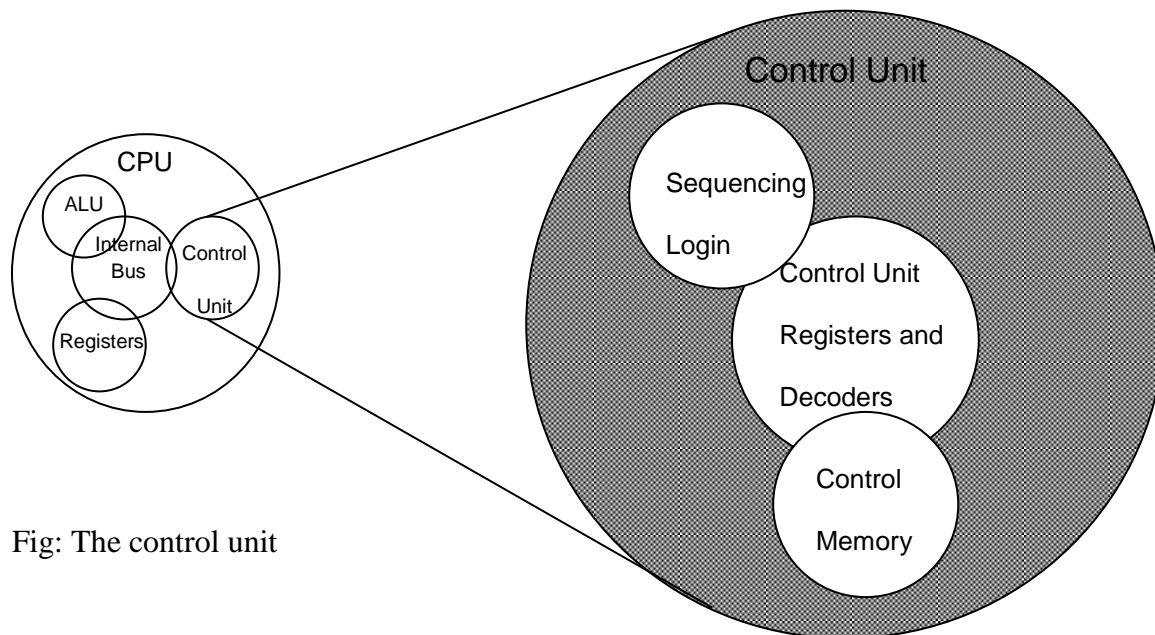 CPU
ALU
Internal
Bus
Control
Unit
Registers
Control Unit
Sequencing
Login
Control Unit
Registers and
Decoders
Control
Memory
Fig: The control unit